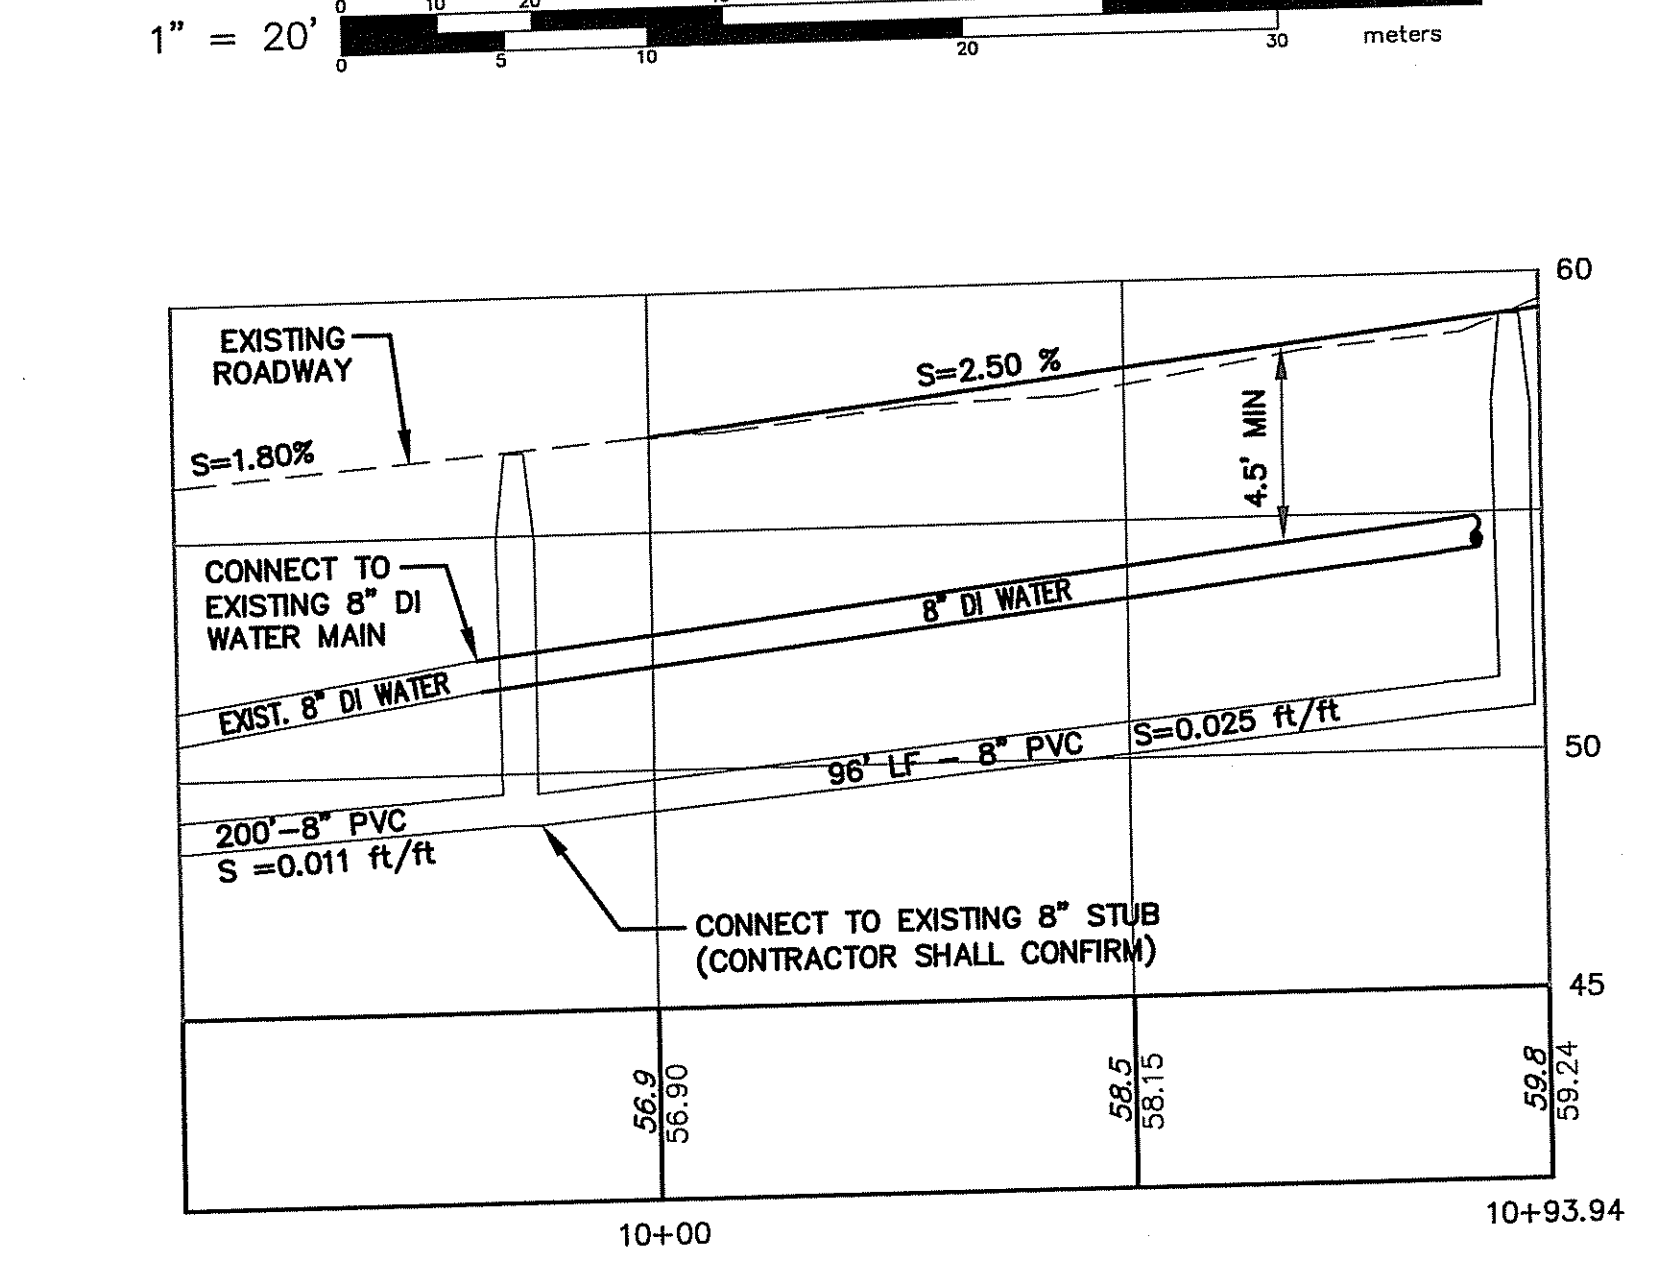 0 10 20
1" = 20'
0 5 10 20 30 meters
60
EXISTING
ROADWAY
S=2.50 %
S=1.80%
4.5' MIN
CONNECT TO
EXISTING 8" DI
WATER MAIN
8" DI WATER
EXIST. 8" DI WATER
S=0.025 ft/ft
96' LF - 8" PVC
50
200'-8" PVC
S =0.011 ft/ft
CONNECT TO EXISTING 8" STUB
(CONTRACTOR SHALL CONFIRM)
45
56.9
56.90
58.5
58.15
59.8
59.24
10+00
10+93.94